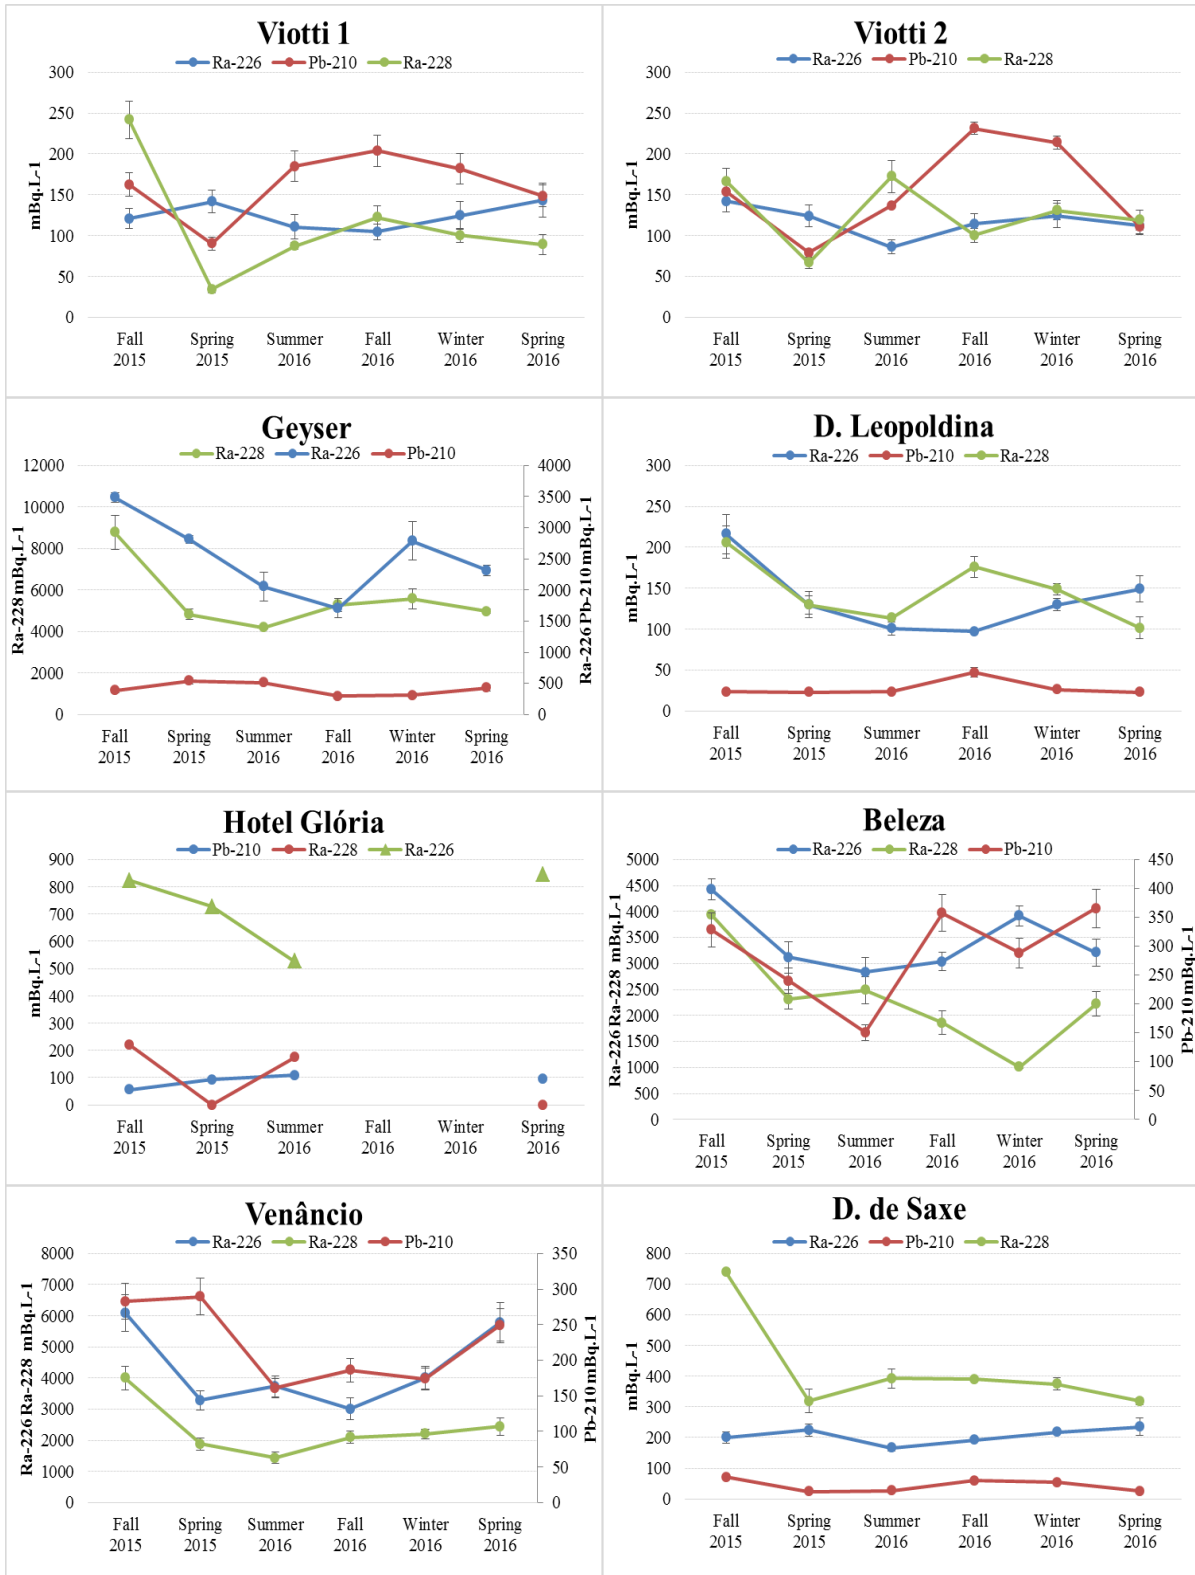 Viotti 1
Ra-226 Pb-210 Ra-228
mBq.L-1
300
250
200
150
100
50
0
Fall 2015
Spring 2015
Summer 2016
Fall 2016
Winter 2016
Spring 2016
Viotti 2
Ra-226 Pb-210 Ra-228
mBq.L-1
300
250
200
150
100
50
0
Fall 2015
Spring 2015
Summer 2016
Fall 2016
Winter 2016
Spring 2016
Geyser
Ra-228 Ra-226 Pb-210
Ra-228 mBq.L-1
12000
10000
8000
6000
4000
2000
0
4000
3500
3000
2500
2000
1500
1000
500
0
Ra-226 Pb-210 mBq.L-1
Fall 2015
Spring 2015
Summer 2016
Fall 2016
Winter 2016
Spring 2016
D. Leopoldina
Ra-226 Pb-210 Ra-228
mBq.L-1
300
250
200
150
100
50
0
Fall 2015
Spring 2015
Summer 2016
Fall 2016
Winter 2016
Spring 2016
Hotel Glória
Pb-210 Ra-228 Ra-226
mBq.L-1
900
800
700
600
500
400
300
200
100
0
Fall 2015
Spring 2015
Summer 2016
Fall 2016
Winter 2016
Spring 2016
Beleza
Ra-226 Ra-228 Pb-210
Ra-226 Ra-228 mBq.L-1
5000
4500
4000
3500
3000
2500
2000
1500
1000
500
0
450
400
350
300
250
200
150
100
50
0
Pb-210 mBq.L-1
Fall 2015
Spring 2015
Summer 2016
Fall 2016
Winter 2016
Spring 2016
Venâncio
Ra-226 Ra-228 Pb-210
Ra-226 Ra-228 mBq.L-1
8000
7000
6000
5000
4000
3000
2000
1000
0
350
300
250
200
150
100
50
0
Pb-210 mBq.L-1
Fall 2015
Spring 2015
Summer 2016
Fall 2016
Winter 2016
Spring 2016
D. de Saxe
Ra-226 Pb-210 Ra-228
mBq.L-1
800
700
600
500
400
300
200
100
0
Fall 2015
Spring 2015
Summer 2016
Fall 2016
Winter 2016
Spring 2016